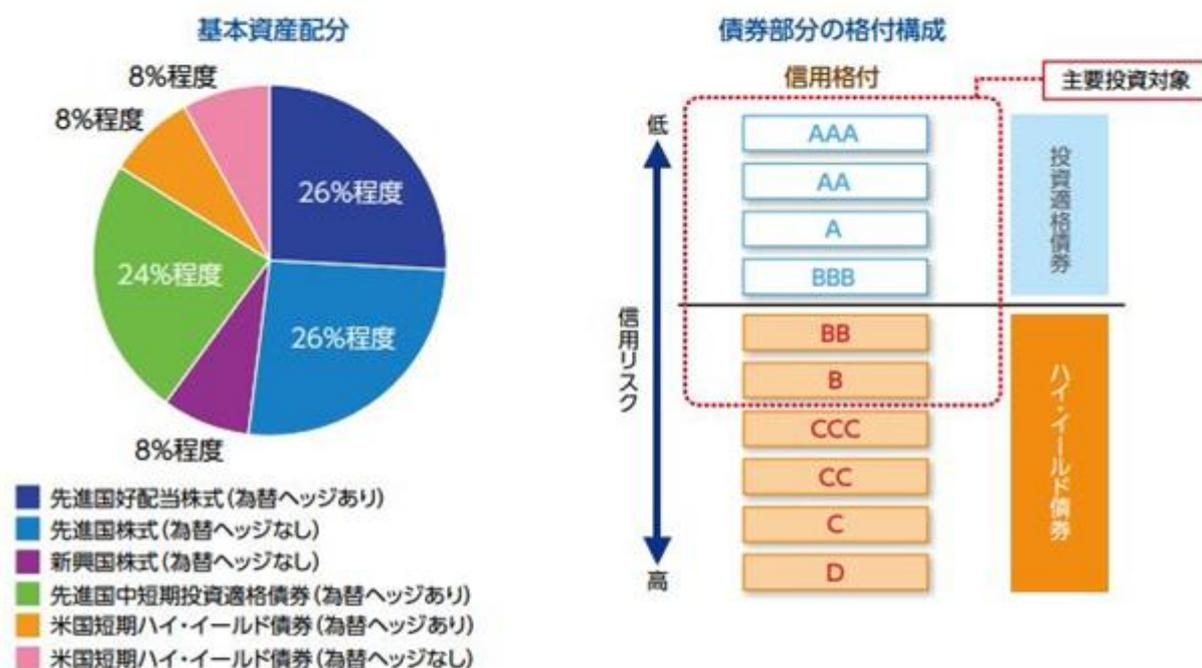 基本資産配分
8%程度
8%程度
26%程度
24%程度
26%程度
8%程度
先進国好配当株式(為替ヘッジあり)
先進国株式(為替ヘッジなし)
新興国株式(為替ヘッジなし)
先進国中短期投資適格債券(為替ヘッジあり)
米国短期ハイ・イールド債券(為替ヘッジあり)
米国短期ハイ・イールド債券(為替ヘッジなし)
債券部分の格付構成
信用格付
主要投資対象
低
AAA
AA
A
BBB
BB
B
CCC
CC
C
D
信用リスク
高
投資適格債券
ハイ・イールド債券